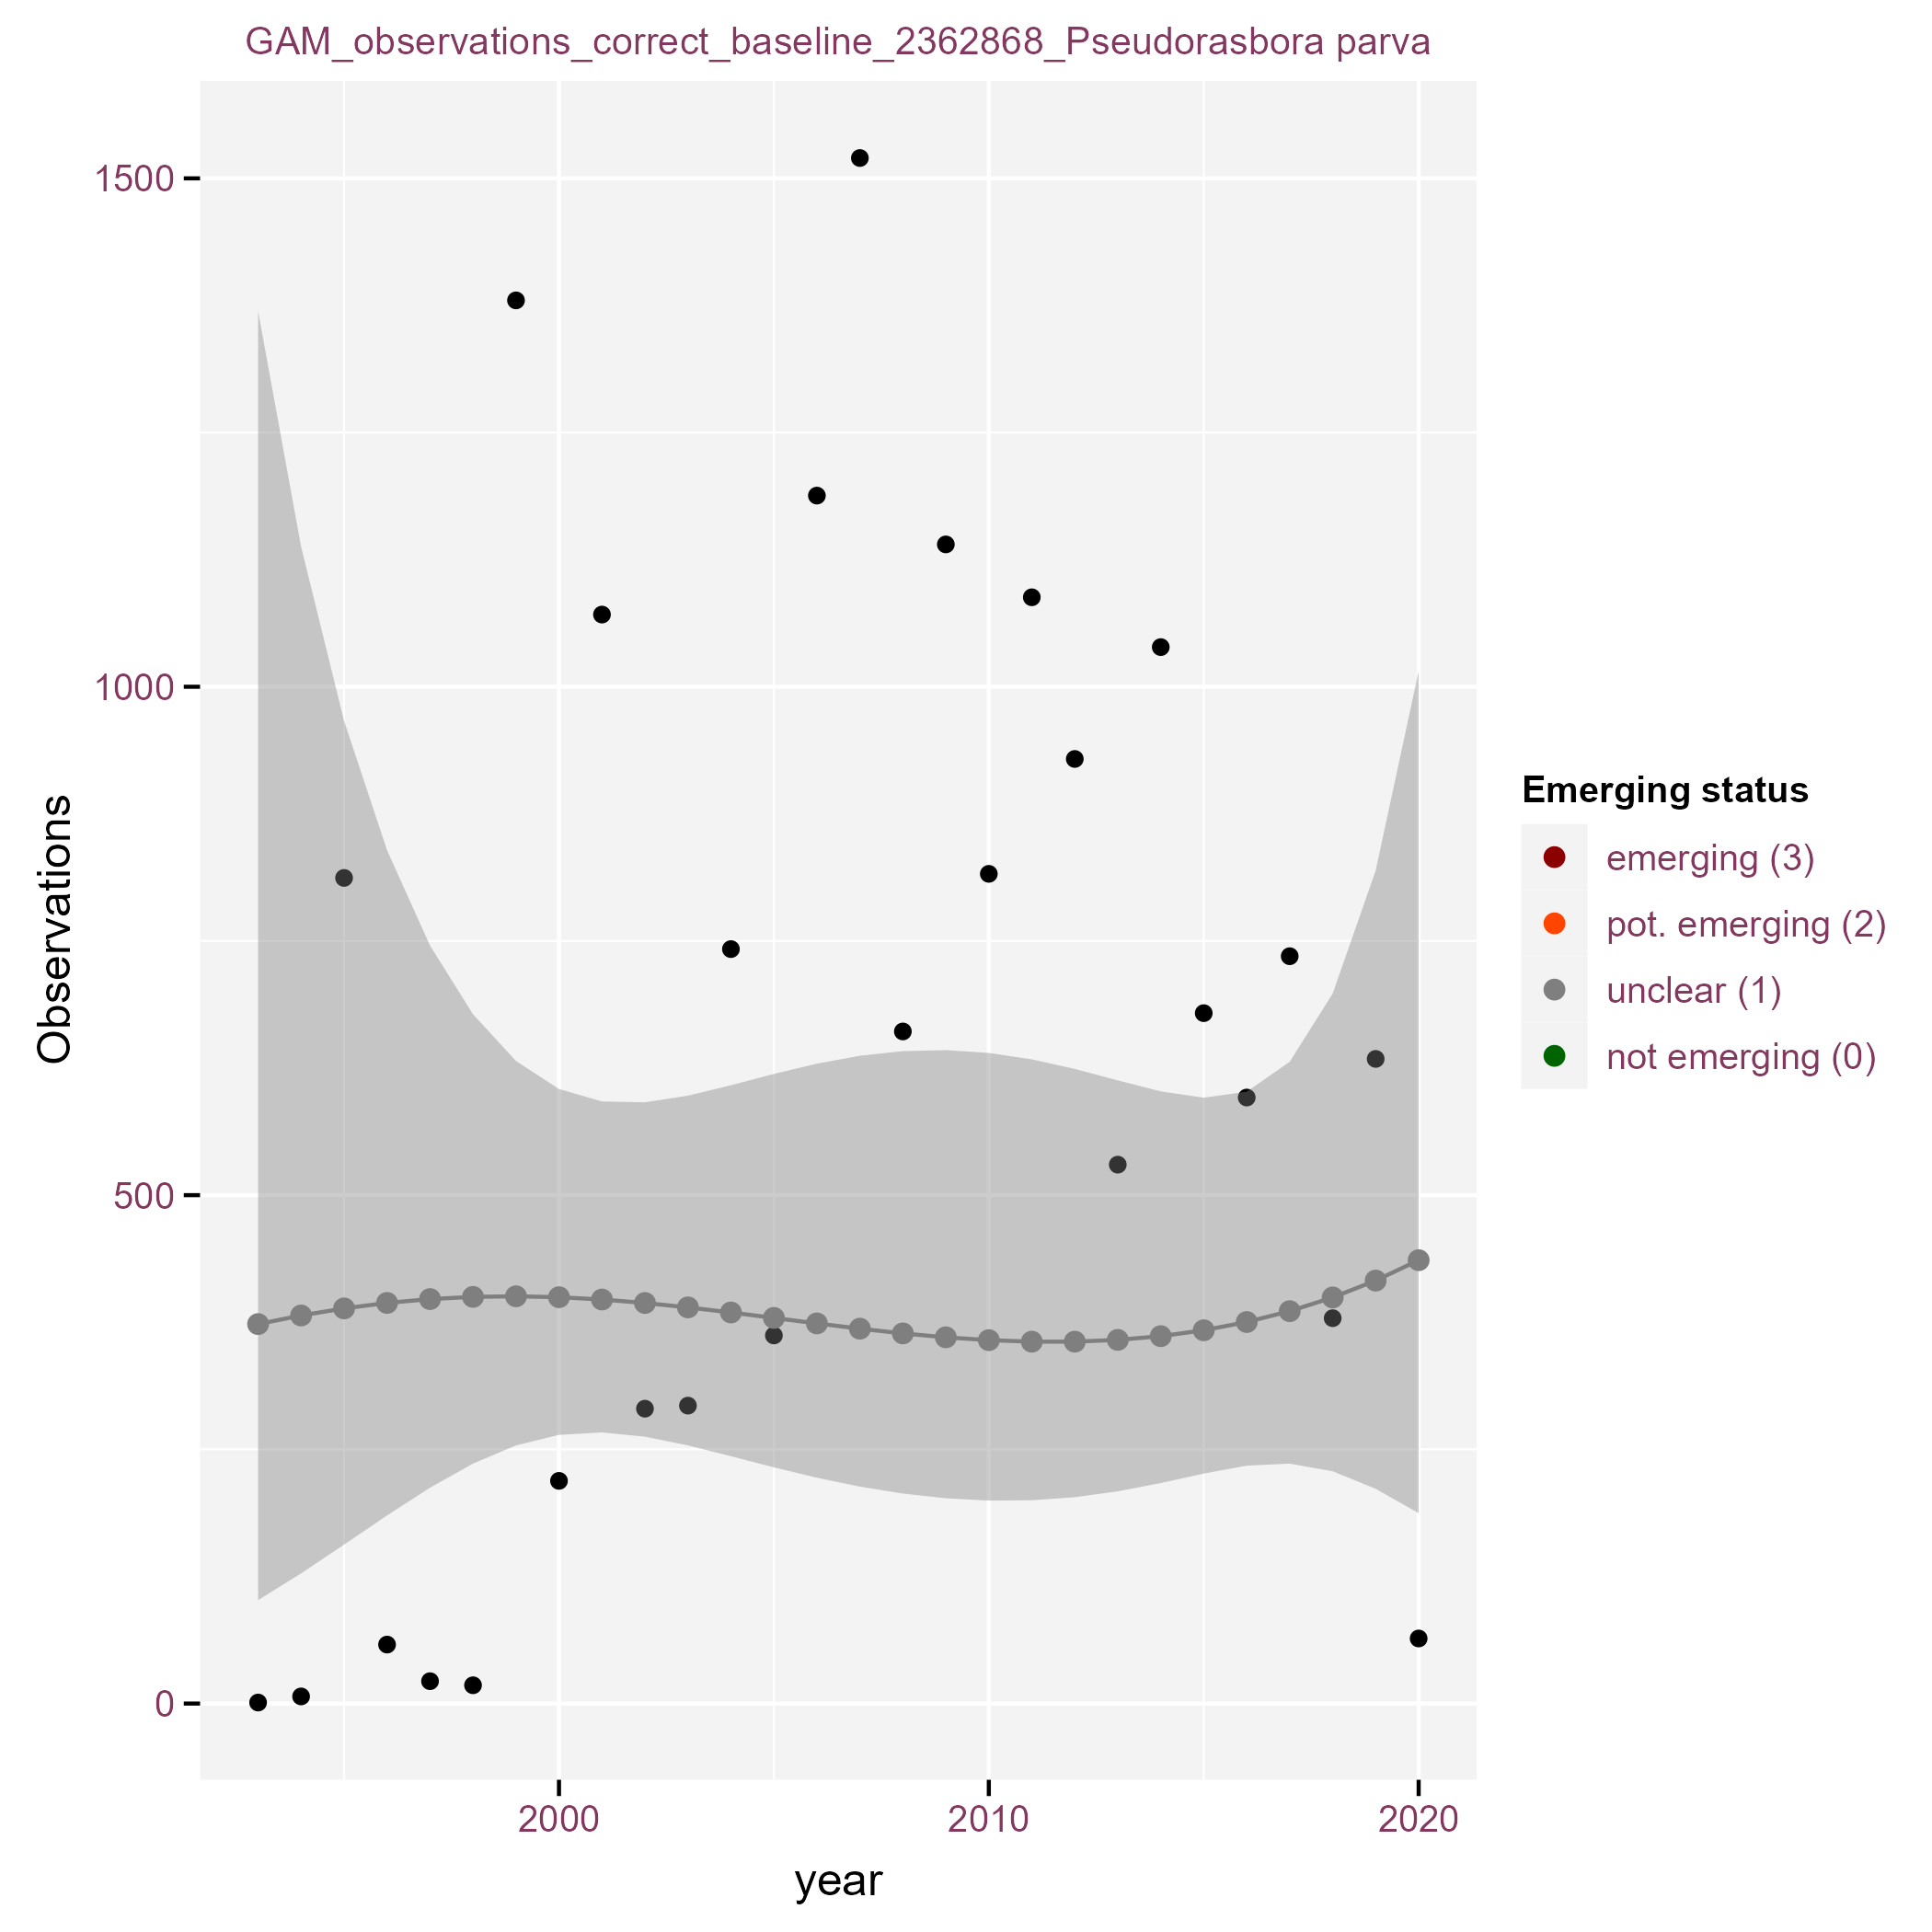 GAM_observations_correct_baseline_2362868_Pseudorasbora parva
1500
1000
500
0
Observations
2000
2010
2020
year
Emerging status
emerging (3)
pot. emerging (2)
unclear (1)
not emerging (0)